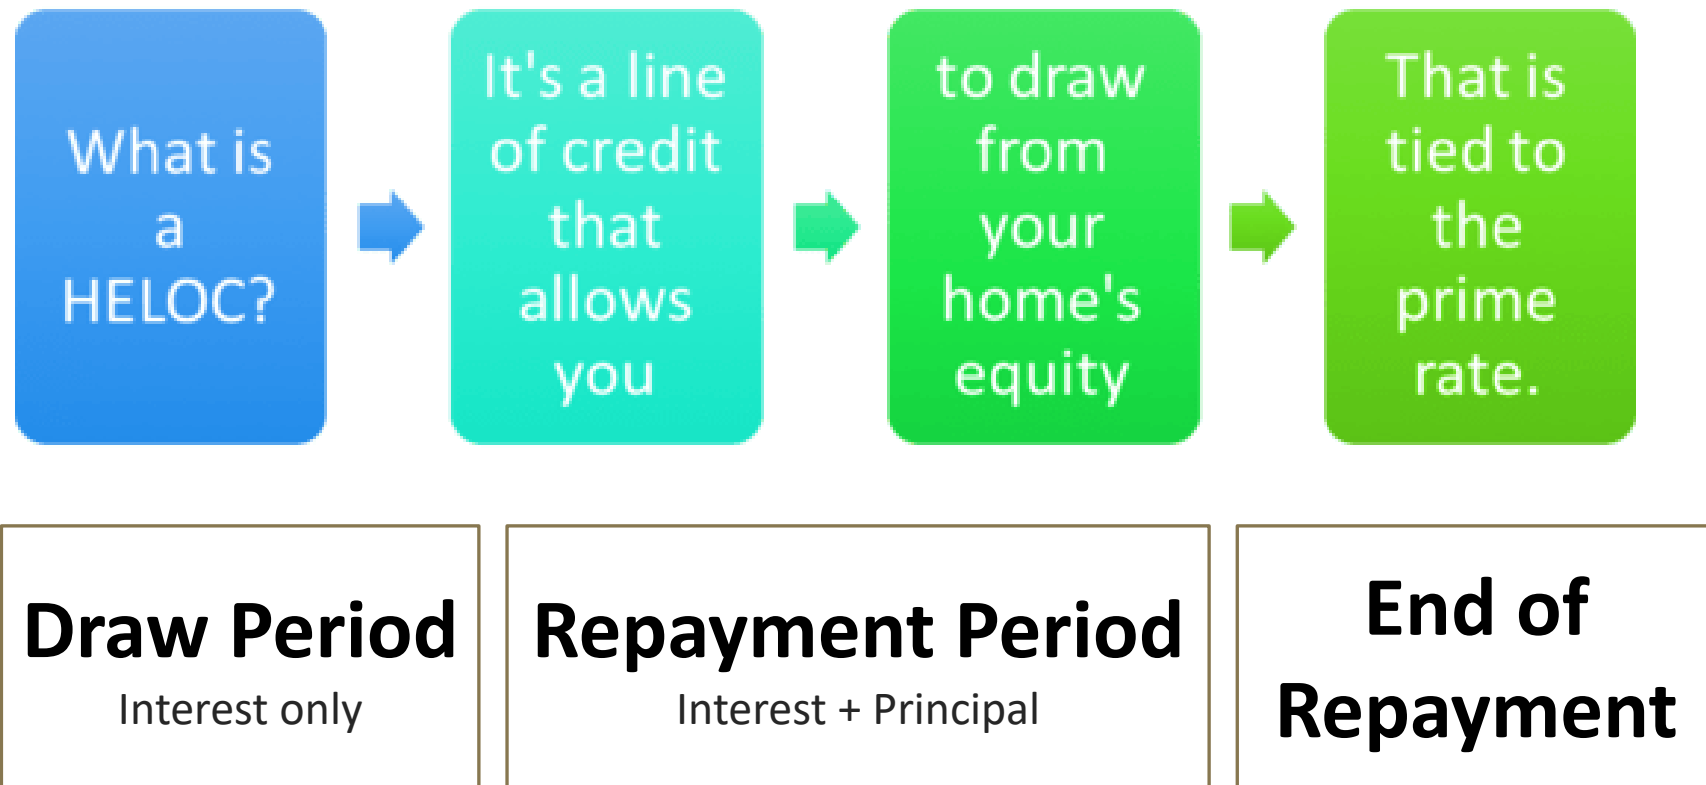 What is
a
HELOC?
It's a line
of credit
that
allows
you
to draw
from
your
home's
equity
That is
tied to
the
prime
rate.
Draw Period
Interest only
Repayment Period
Interest + Principal
End of
Repayment